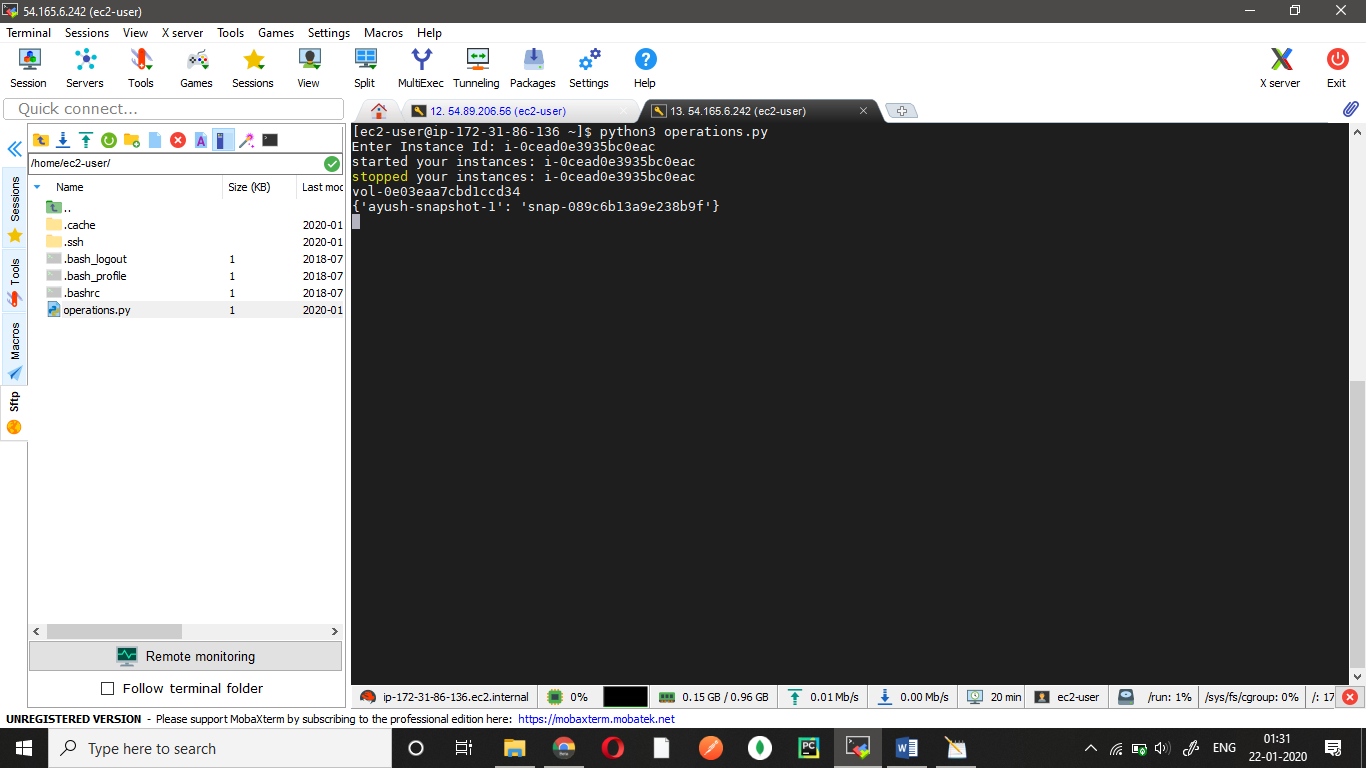 54.165.6.242 (ec2-user)
Terminal Sessions View X server Tools Games Settings Macros Help
Session Servers Tools Games Sessions View Split MultiExec Tunneling Packages Settings Help X server Exit
Quick connect...
12. 54.89.206.56 (ec2-user)
13. 54.165.6.242 (ec2-user)
/home/ec2-user/
Name Size (KB) Last mod
..
.cache 2020-01
.ssh 2020-01
.bash_logout 1 2018-07
.bash_profile 1 2018-07
.bashrc 1 2018-07
operations.py 1 2020-01
Sessions
Tools
Macros
Sftp
Remote monitoring
Follow terminal folder
[ec2-user@ip-172-31-86-136 ~]$ python3 operations.py
Enter Instance Id: i-0cead0e3935bc0eac
started your instances: i-0cead0e3935bc0eac
stopped your instances: i-0cead0e3935bc0eac
vol-0e03eaa7cbd1ccd34
{'ayush-snapshot-1': 'snap-089c6b13a9e238b9f'}
ip-172-31-86-136.ec2.internal 0% 0.15 GB / 0.96 GB 0.01 Mb/s 0.00 Mb/s 20 min ec2-user /run: 1% /sys/fs/cgroup: 0% /: 17
UNREGISTERED VERSION - Please support MobaXterm by subscribing to the professional edition here: https://mobaxterm.mobatek.net
Type here to search
ENG
01:31
22-01-2020